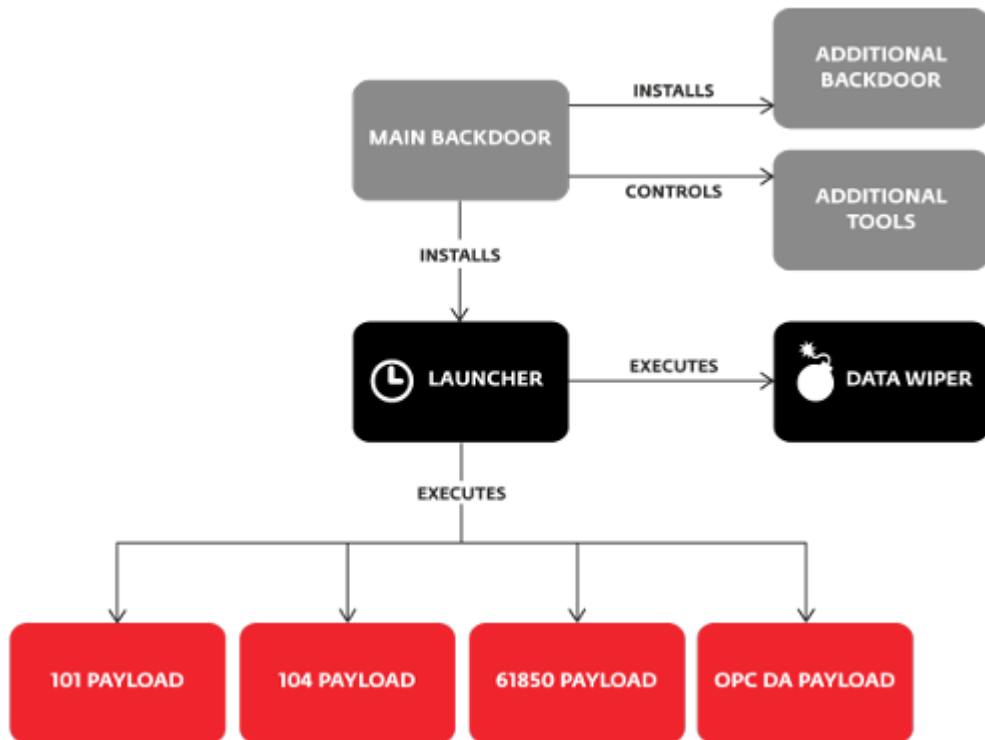 ADDITIONAL
BACKDOOR
INSTALLS
MAIN BACKDOOR
CONTROLS
ADDITIONAL
TOOLS
INSTALLS
LAUNCHER
EXECUTES
DATA WIPER
EXECUTES
101 PAYLOAD
104 PAYLOAD
61850 PAYLOAD
OPC DA PAYLOAD